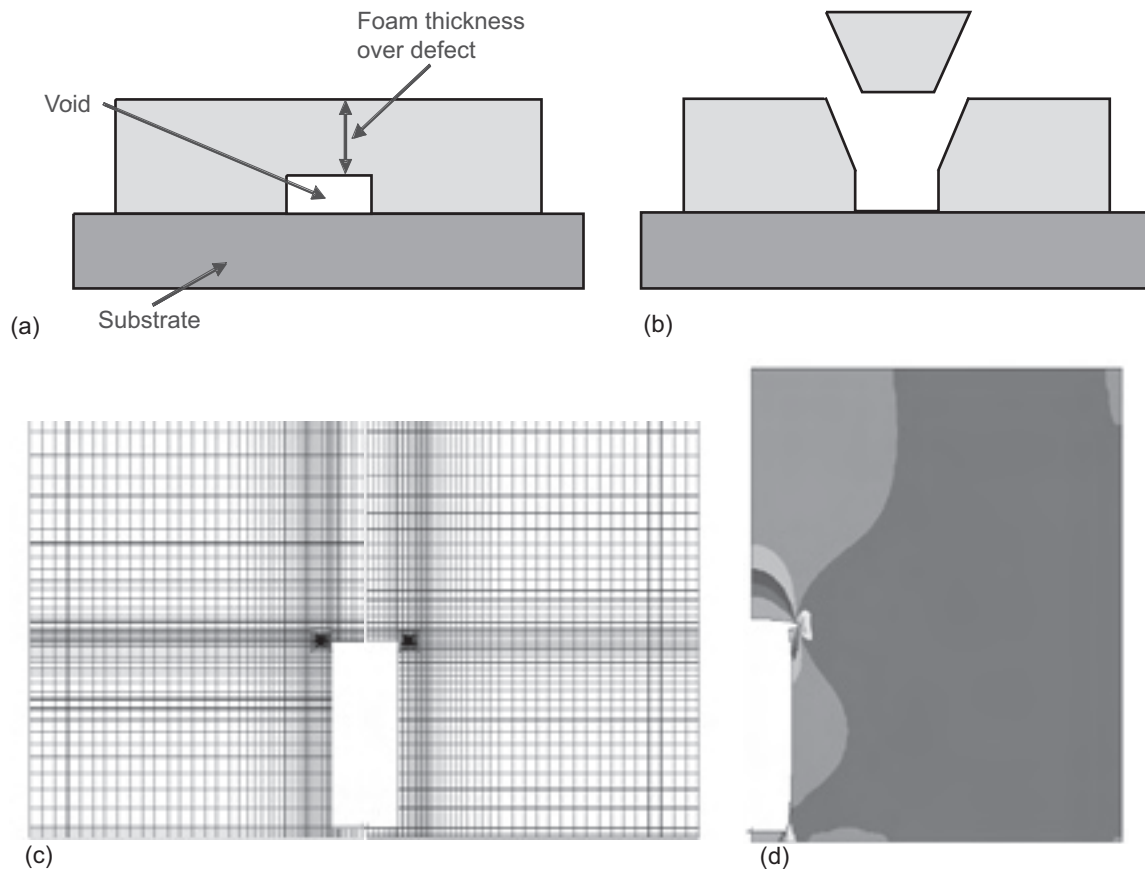 Foam thickness
over defect
Void
Substrate
(a)
(b)
(c)
(d)